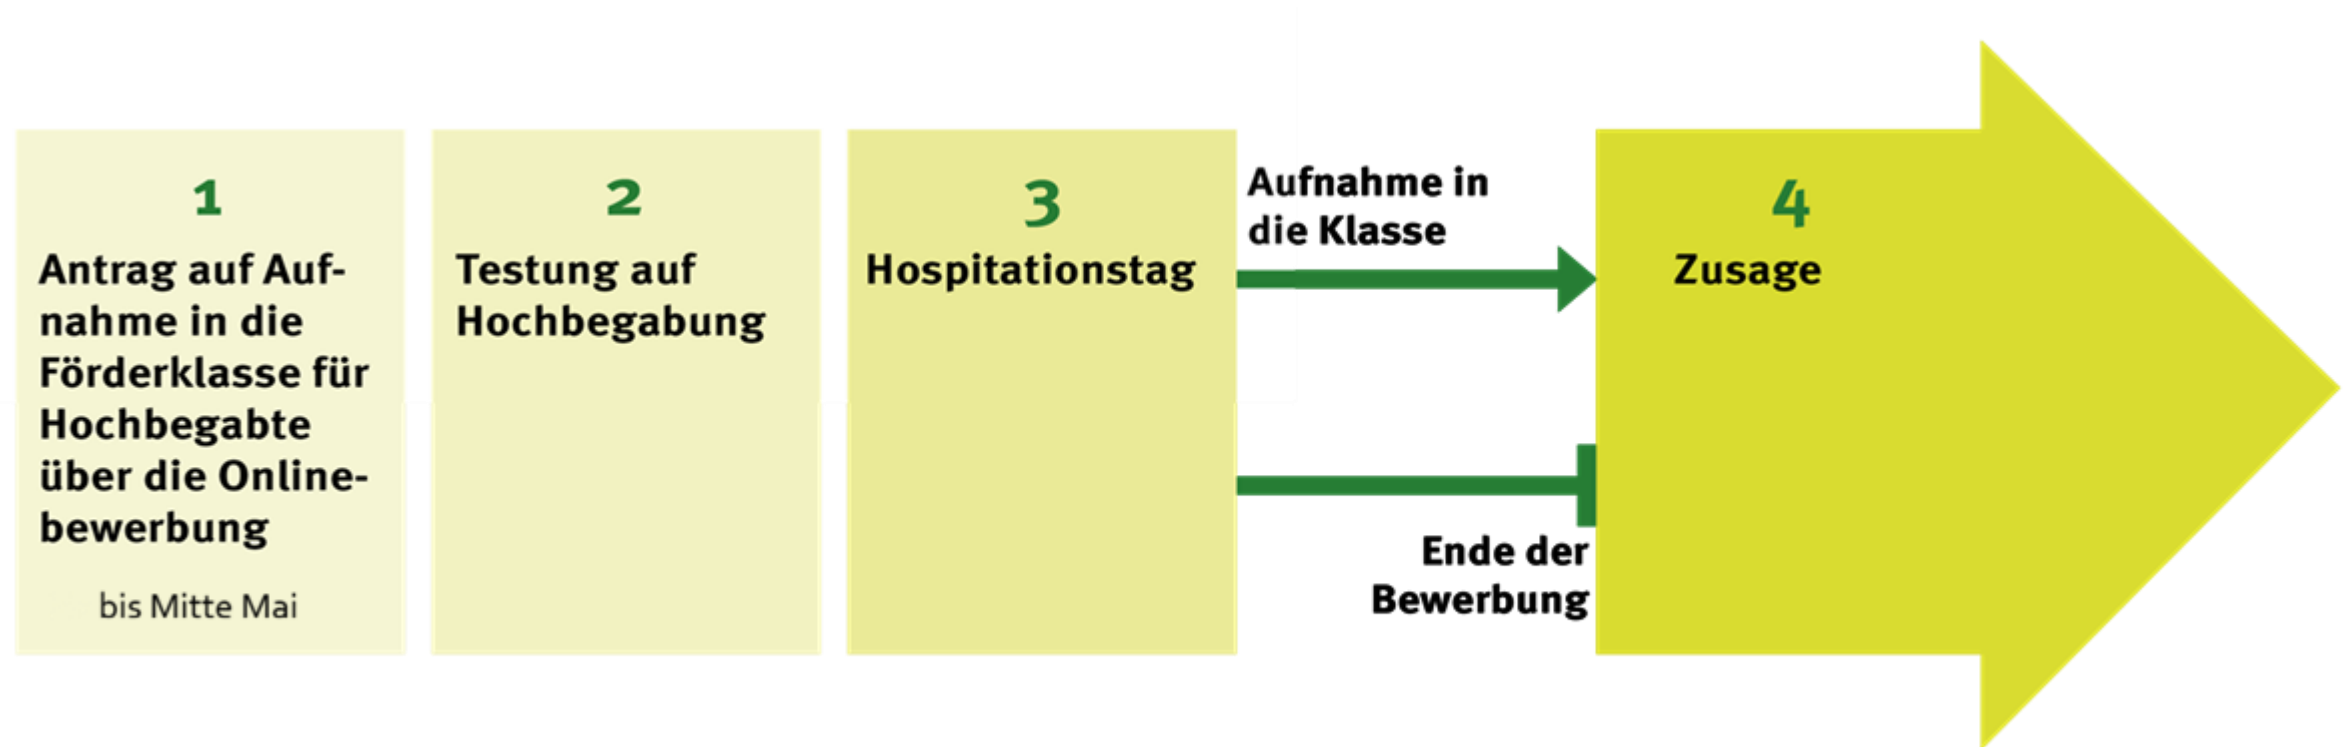 1
Antrag auf Auf-
nahme in die
Förderklasse für
Hochbegabte
über die Online-
bewerbung
bis Mitte Mai
2
Testung auf
Hochbegabung
3
Hospitationstag
Aufnahme in
die Klasse
Ende der
Bewerbung
4
Zusage